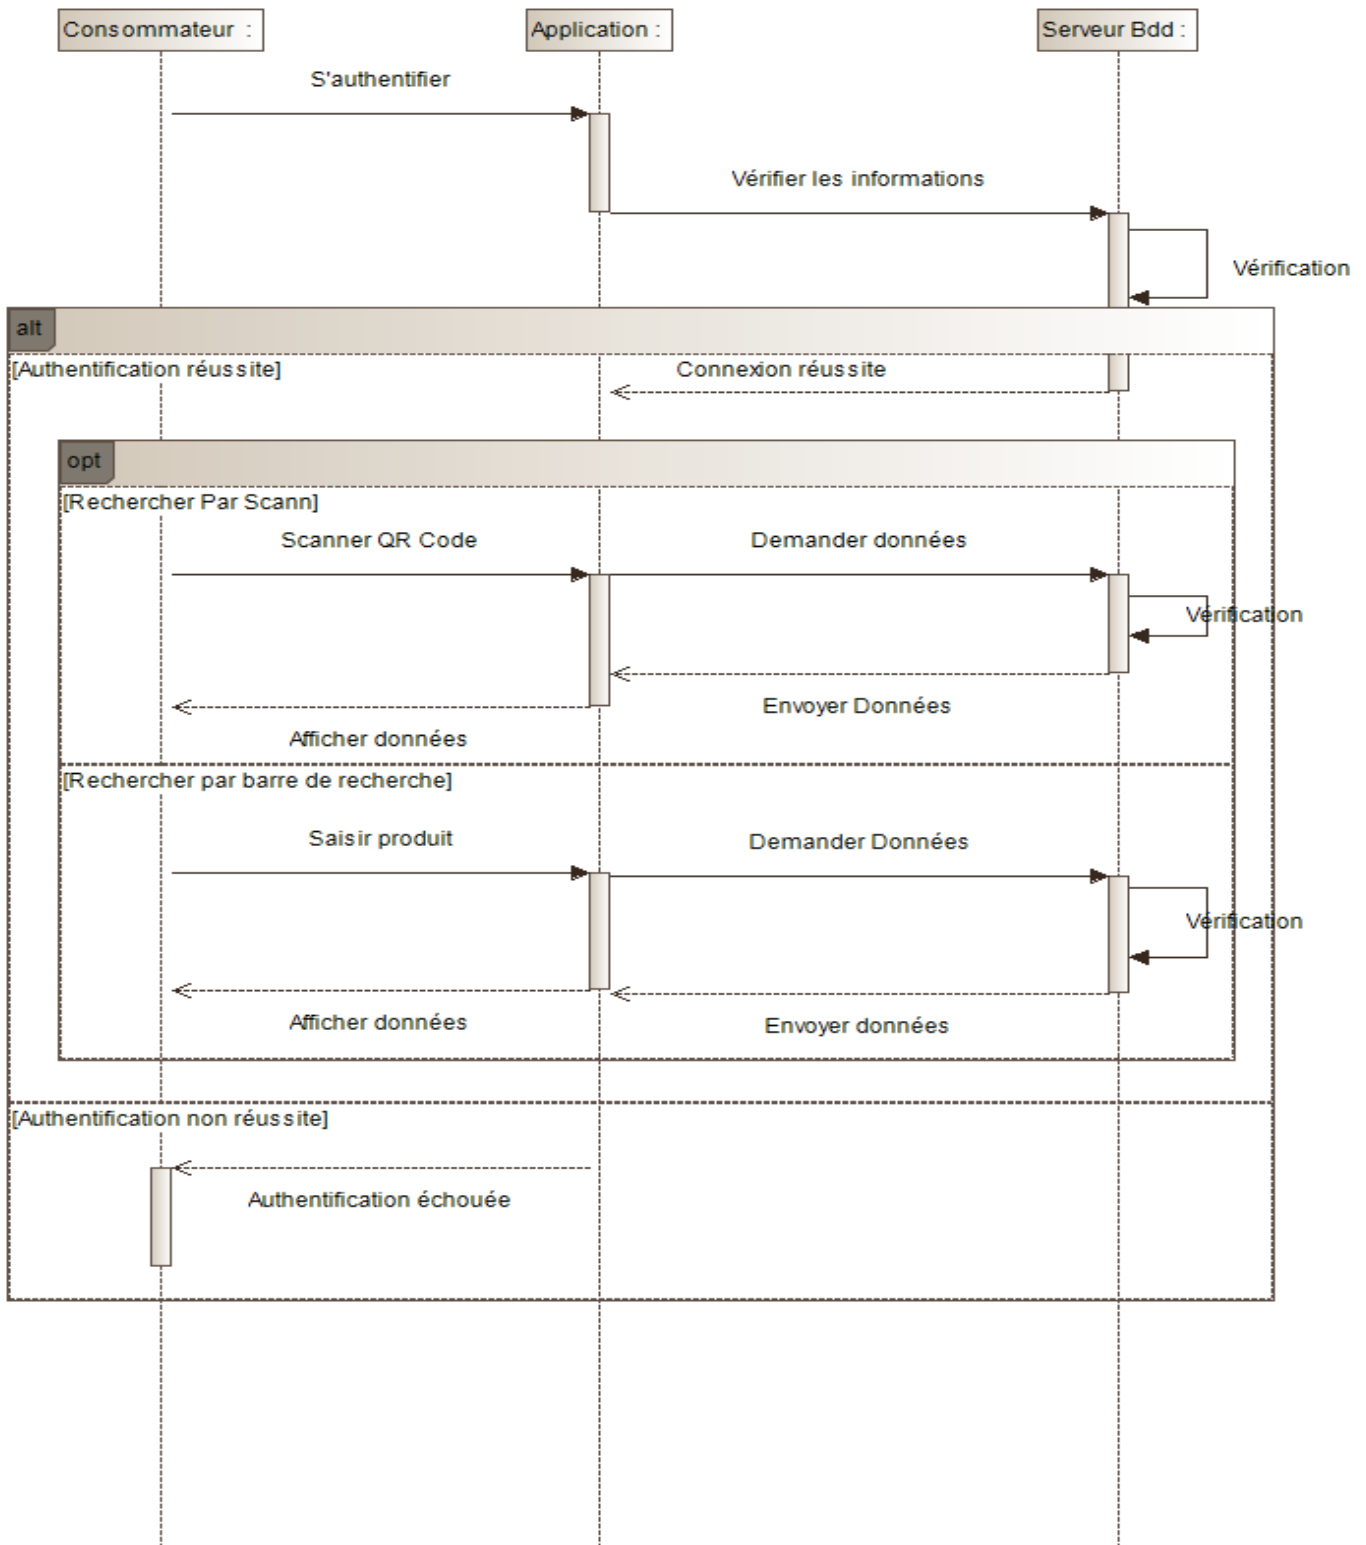 Consommateur :
Application :
Serveur Bdd :
S'authentifier
Vérifier les informations
Vérification
alt
[Authentification réussite]
Connexion réussite
opt
[Rechercher Par Scann]
Scanner QR Code
Demander données
Vérification
Envoyer Données
Afficher données
[Rechercher par barre de recherche]
Saisir produit
Demander Données
Vérification
Afficher données
Envoyer données
[Authentification non réussite]
Authentification échouée